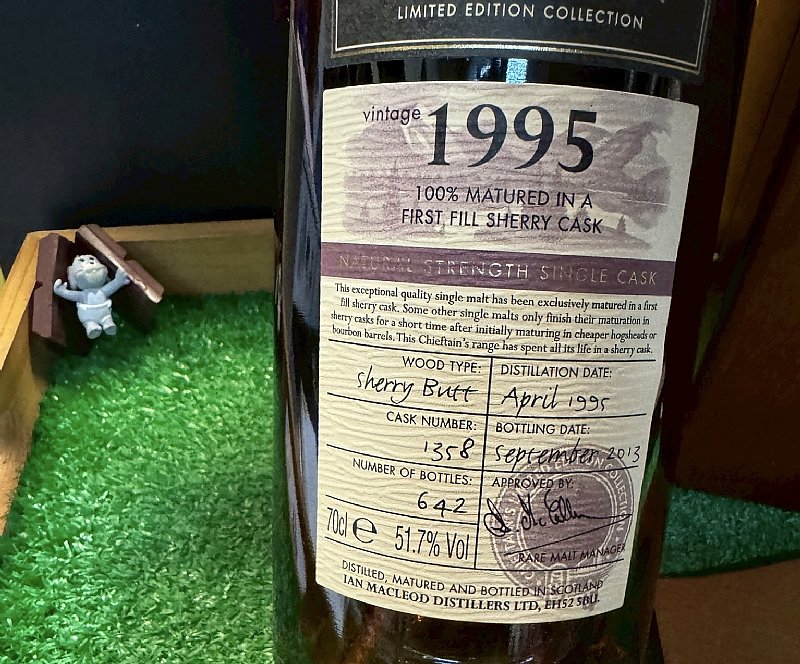 LIMITED EDITION COLLECTION
vintage 1995
100% MATURED IN A
FIRST FILL SHERRY CASK
NATURAL STRENGTH SINGLE CASK
This exceptional quality single malt has been exclusively matured in a first
fill sherry cask. Some other single malts only finish their maturation in
sherry casks for a short time after initially maturing in cheaper hogsheads or
bourbon barrels. This Chieftain's range has spent all its life in a sherry cask.
WOOD TYPE:
Sherry Butt
DISTILLATION DATE:
April 1995
CASK NUMBER:
1358
BOTTLING DATE:
September 2013
NUMBER OF BOTTLES:
642
APPROVED BY:
70cl e 51.7% Vol
RARE MALT MANAGER
DISTILLED, MATURED AND BOTTLED IN SCOTLAND
IAN MACLEOD DISTILLERS LTD, EH52 5BU.